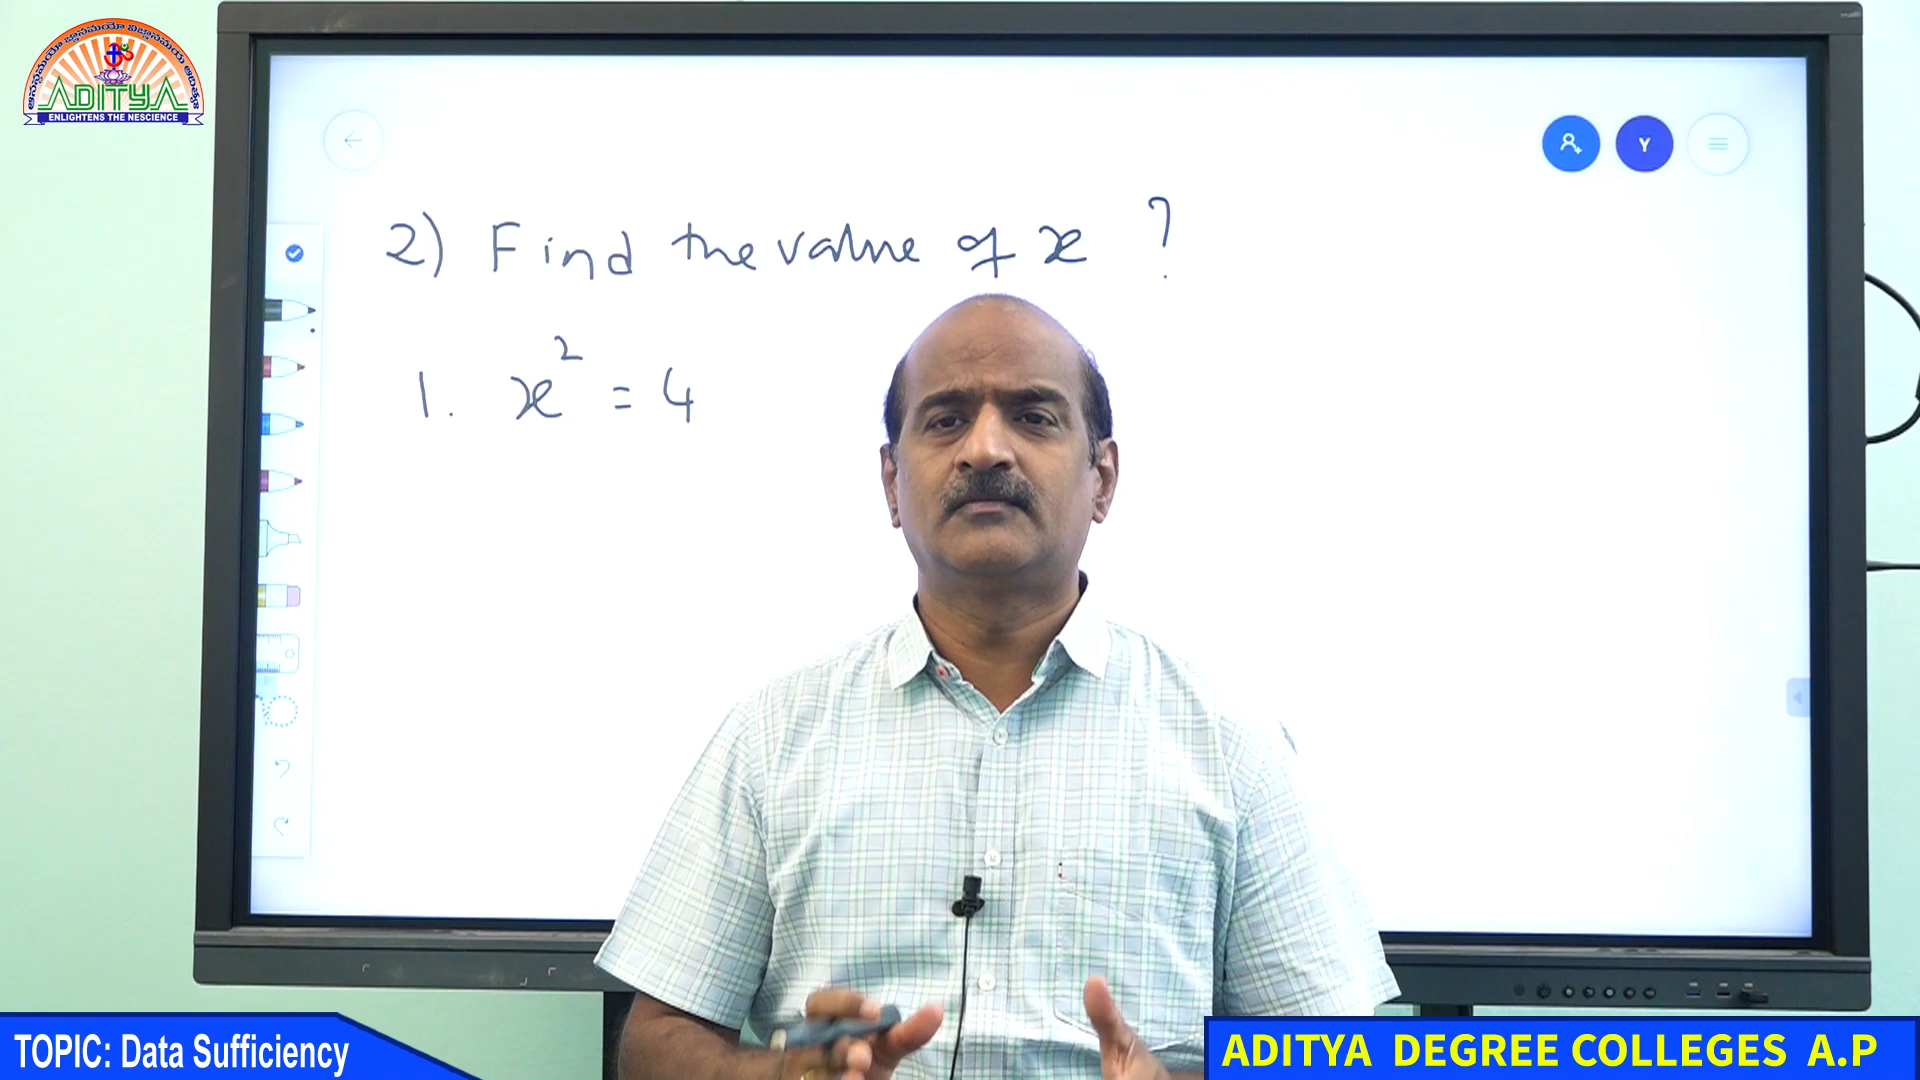 ADITYA
ENLIGHTENS THE NESCIENCE
Y
2) Find the value of x ?
1. x² = 4
TOPIC: Data Sufficiency
ADITYA DEGREE COLLEGES A.P